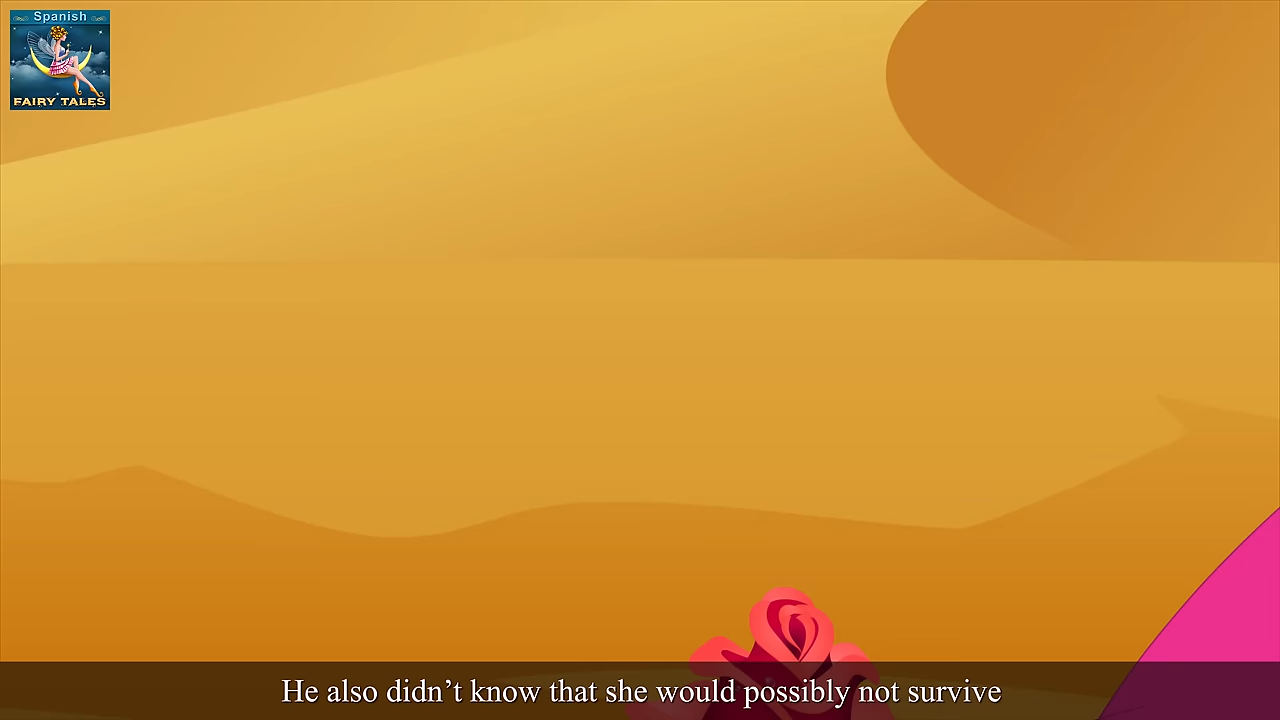 Spanish
FAIRY TALES
He also didn’t know that she would possibly not survive